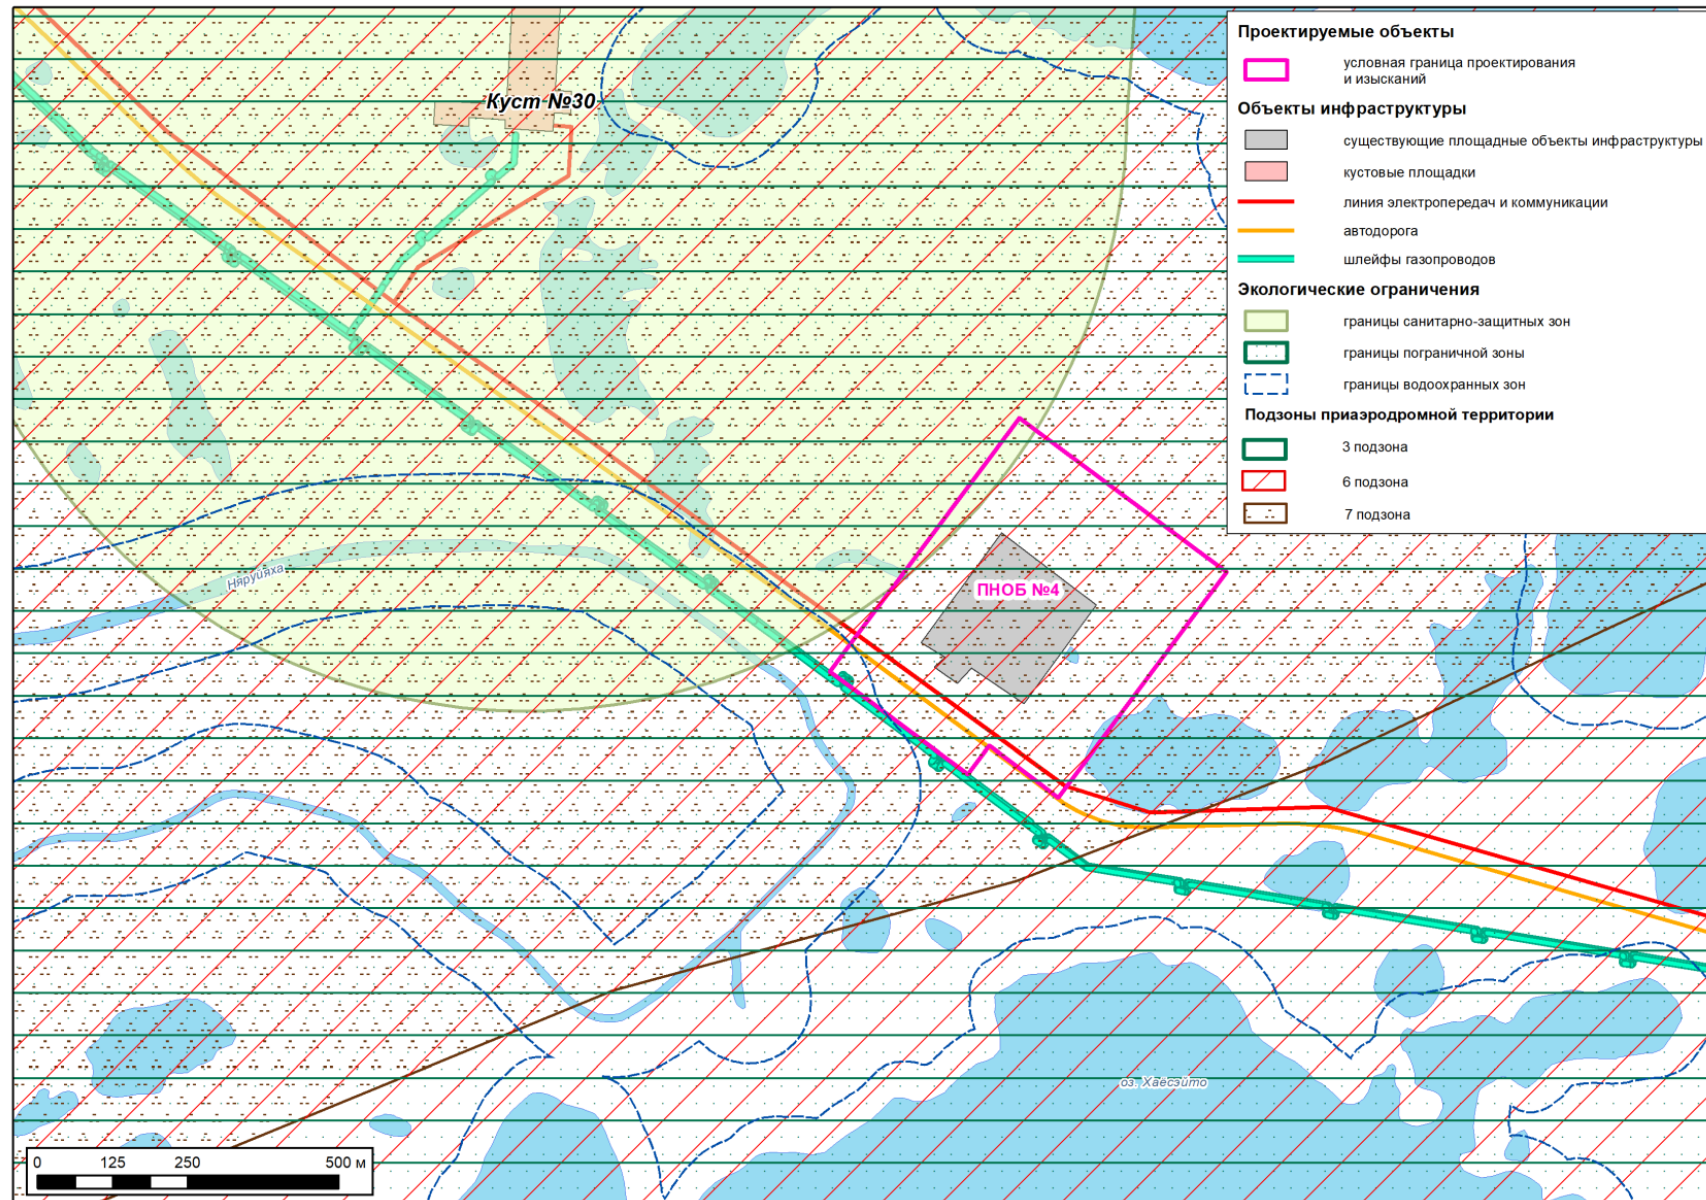 Куст №30
Няруйяха
ПНОБ №4
оз. Хаёсэйто
0 125 250 500 м
Проектируемые объекты
условная граница проектирования
и изысканий
Объекты инфраструктуры
существующие площадные объекты инфраструктуры
кустовые площадки
линия электропередач и коммуникации
автодорога
шлейфы газопроводов
Экологические ограничения
границы санитарно-защитных зон
границы пограничной зоны
границы водоохранных зон
Подзоны приаэродромной территории
3 подзона
6 подзона
7 подзона